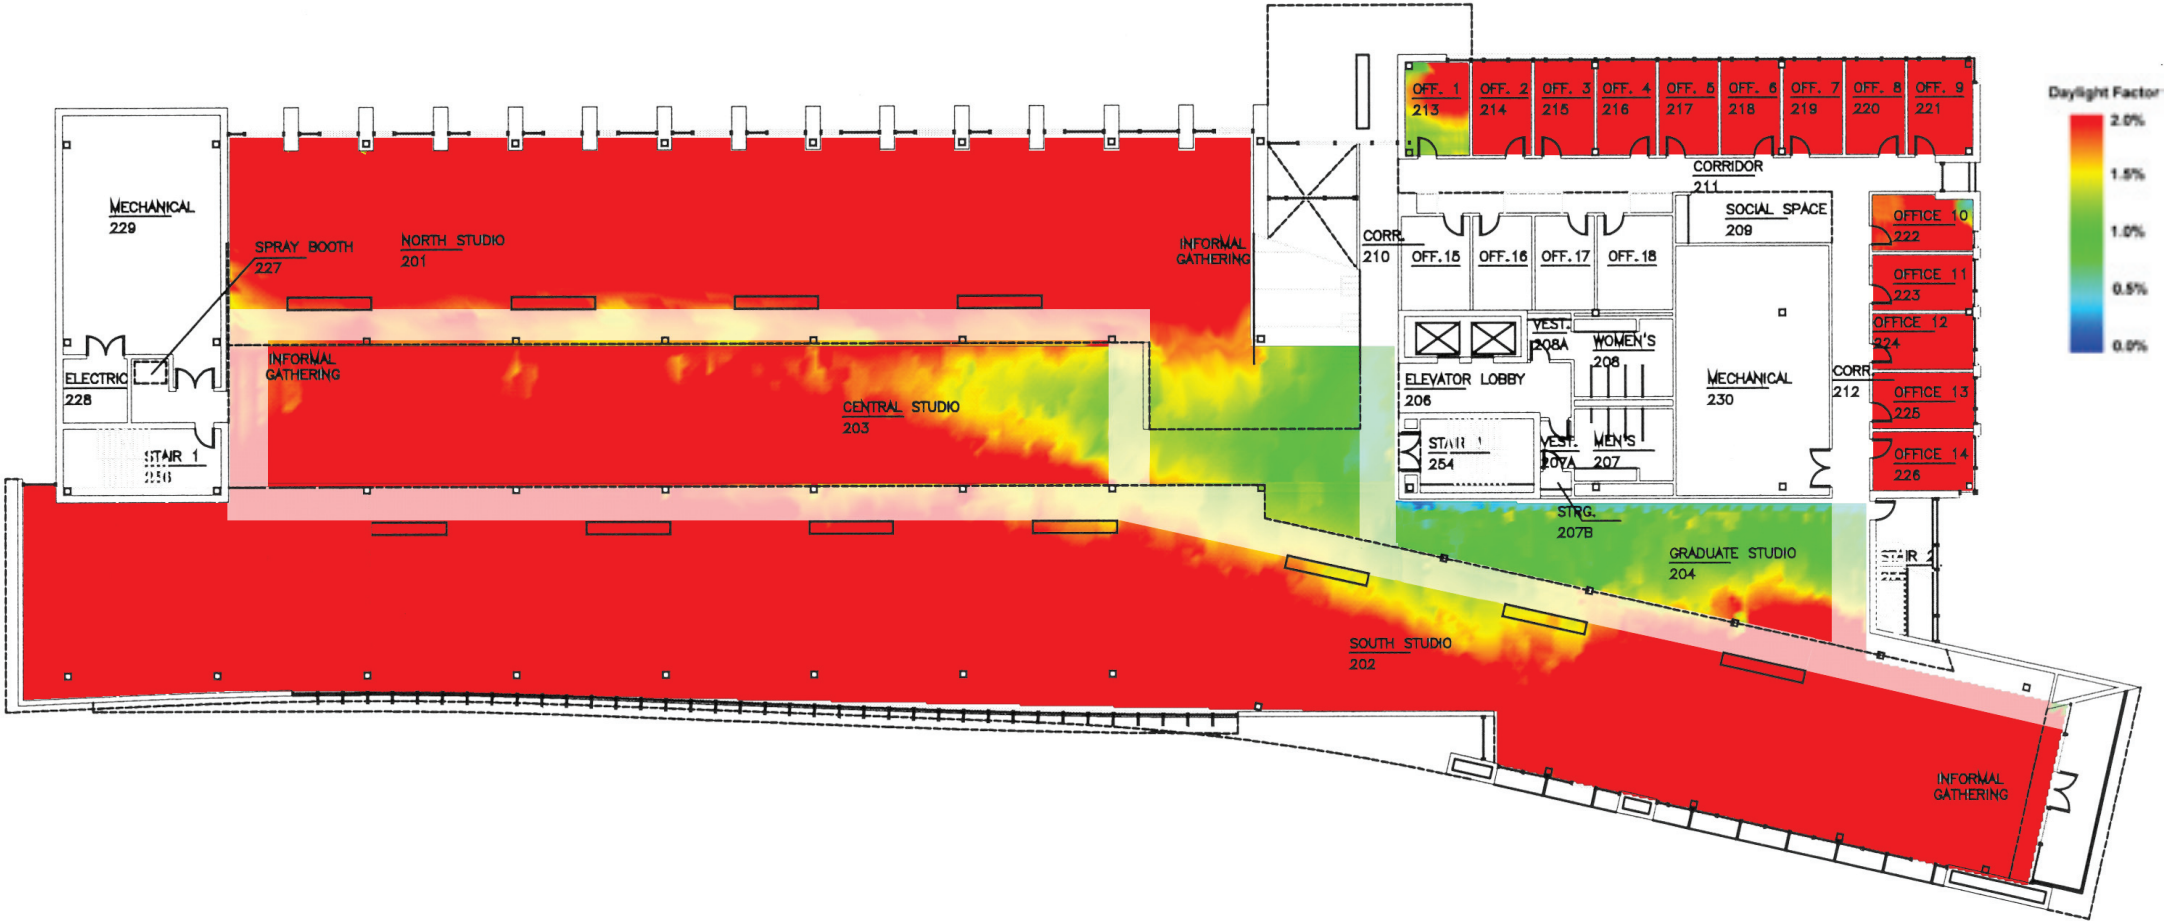 Daylight Factor
2.0%
1.5%
1.0%
0.5%
0.0%
OFF. 1
213
OFF. 2
214
OFF. 3
215
OFF. 4
216
OFF. 5
217
OFF. 6
218
OFF. 7
219
OFF. 8
220
OFF. 9
221
CORRIDOR
211
MECHANICAL
229
SPRAY BOOTH
227
NORTH STUDIO
201
INFORMAL
GATHERING
CORR.
210
OFF.15
OFF.16
OFF.17
OFF.18
SOCIAL SPACE
209
OFFICE 10
222
OFFICE 11
223
OFFICE 12
224
OFFICE 13
225
OFFICE 14
226
CORR
212
VEST.
208A
WOMEN'S
208
ELEVATOR LOBBY
206
MECHANICAL
230
INFORMAL
GATHERING
ELECTRIC
228
CENTRAL STUDIO
203
STAIR 1
256
STAIR 1
254
VEST.
207A
MEN'S
207
STRG.
207B
GRADUATE STUDIO
204
STAIR 2
SOUTH STUDIO
202
INFORMAL
GATHERING